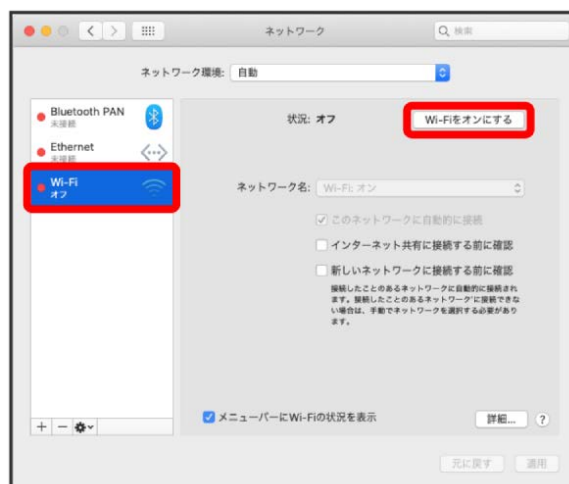 ネットワーク
検索
ネットワーク環境: 自動
Bluetooth PAN
未接続
Ethernet
未接続
Wi-Fi
オフ
状況: オフ
Wi-Fiをオンにする
ネットワーク名: Wi-Fi: オン
このネットワークに自動的に接続
インターネット共有に接続する前に確認
新しいネットワークに接続する前に確認
接続したことのあるネットワークに自動的に接続され
ます。接続したことのあるネットワークに接続できな
い場合は、手動でネットワークを選択する必要があり
ます。
メニューバーにWi-Fiの状況を表示
詳細... ?
元に戻す 適用